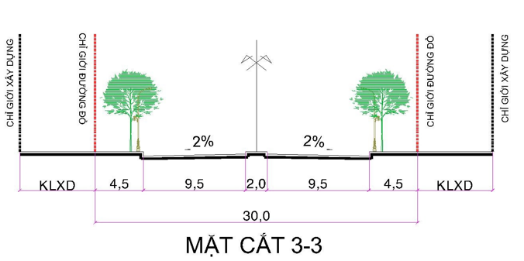 CHỈ GIỚI XÂY DỰNG
CHỈ GIỚI ĐƯỜNG ĐỎ
CHỈ GIỚI ĐƯỜNG ĐỎ
CHỈ GIỚI XÂY DỰNG
2%
2%
KLXD 4,5 9,5 2,0 9,5 4,5 KLXD
30,0
MẶT CẮT 3-3